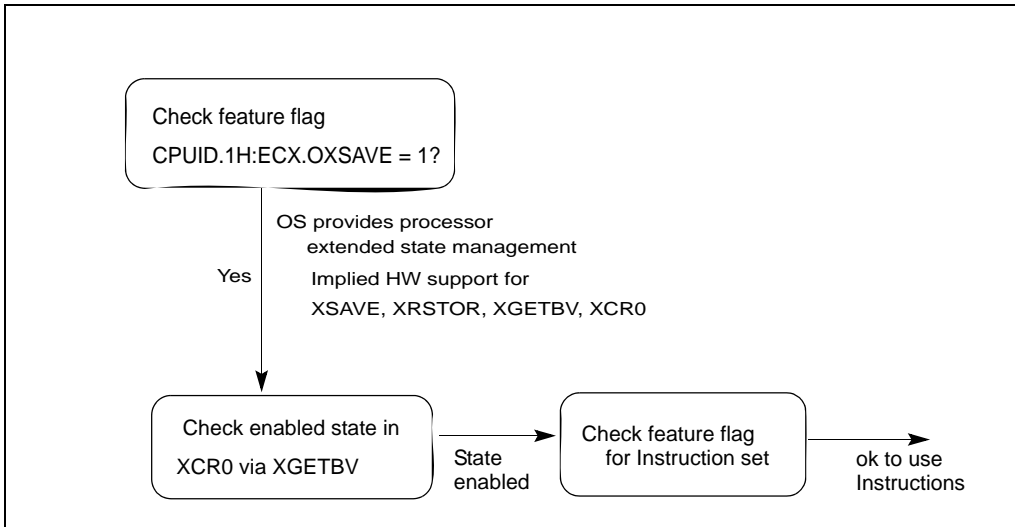 Check feature flag
CPUID.1H:ECX.OXSAVE = 1?
OS provides processor
extended state management
Yes
Implied HW support for
XSAVE, XRSTOR, XGETBV, XCR0
Check enabled state in
XCR0 via XGETBV
State
enabled
Check feature flag
for Instruction set
ok to use
Instructions